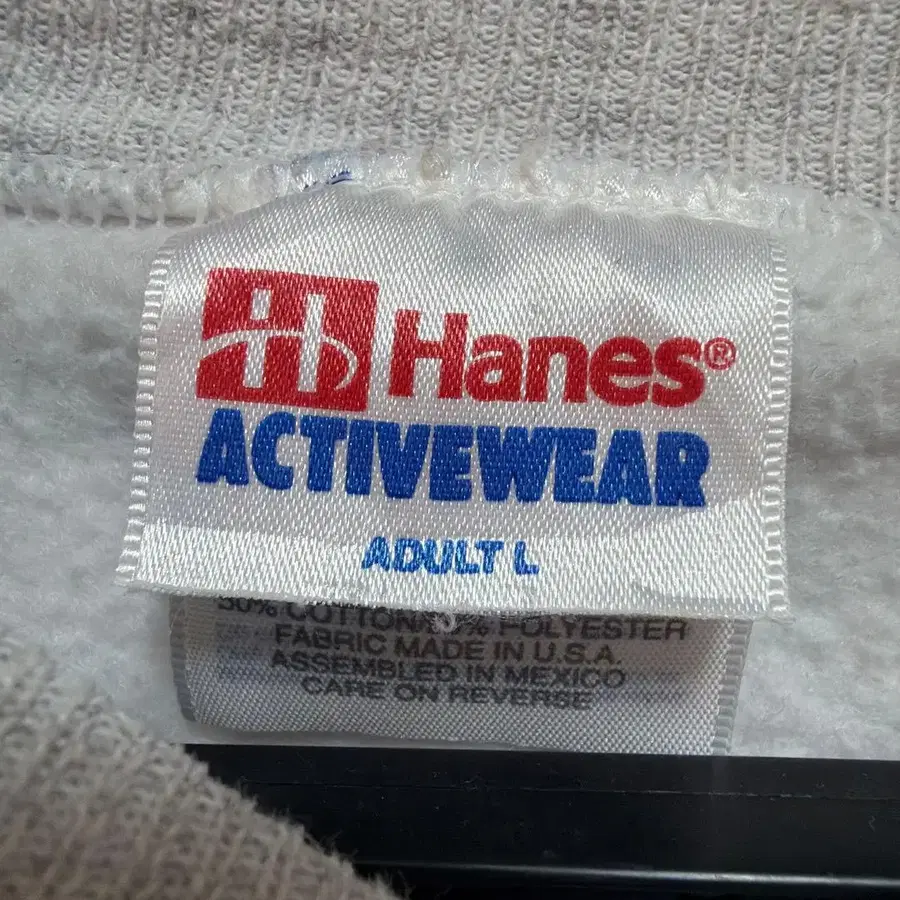 Hanes®
ACTIVEWEAR
ADULT L
COTTON POLYESTER
FABRIC MADE IN U.S.A.
ASSEMBLED IN MEXICO
CARE ON REVERSE